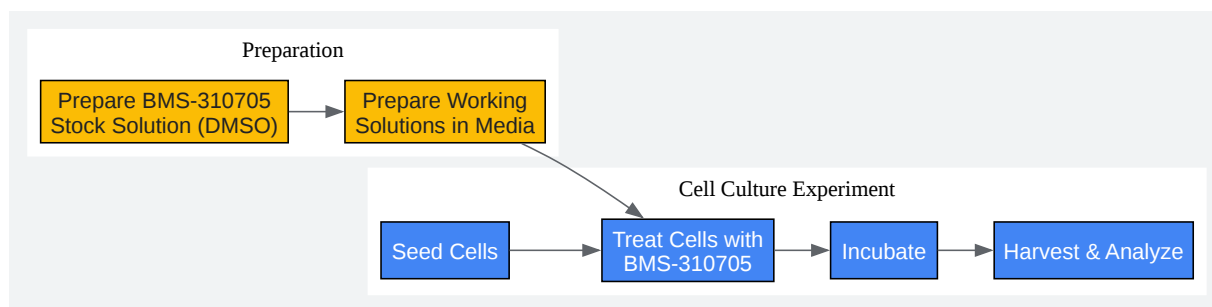 Preparation
Prepare BMS-310705
Stock Solution (DMSO)
Prepare Working
Solutions in Media
Cell Culture Experiment
Seed Cells
Treat Cells with
BMS-310705
Incubate
Harvest & Analyze